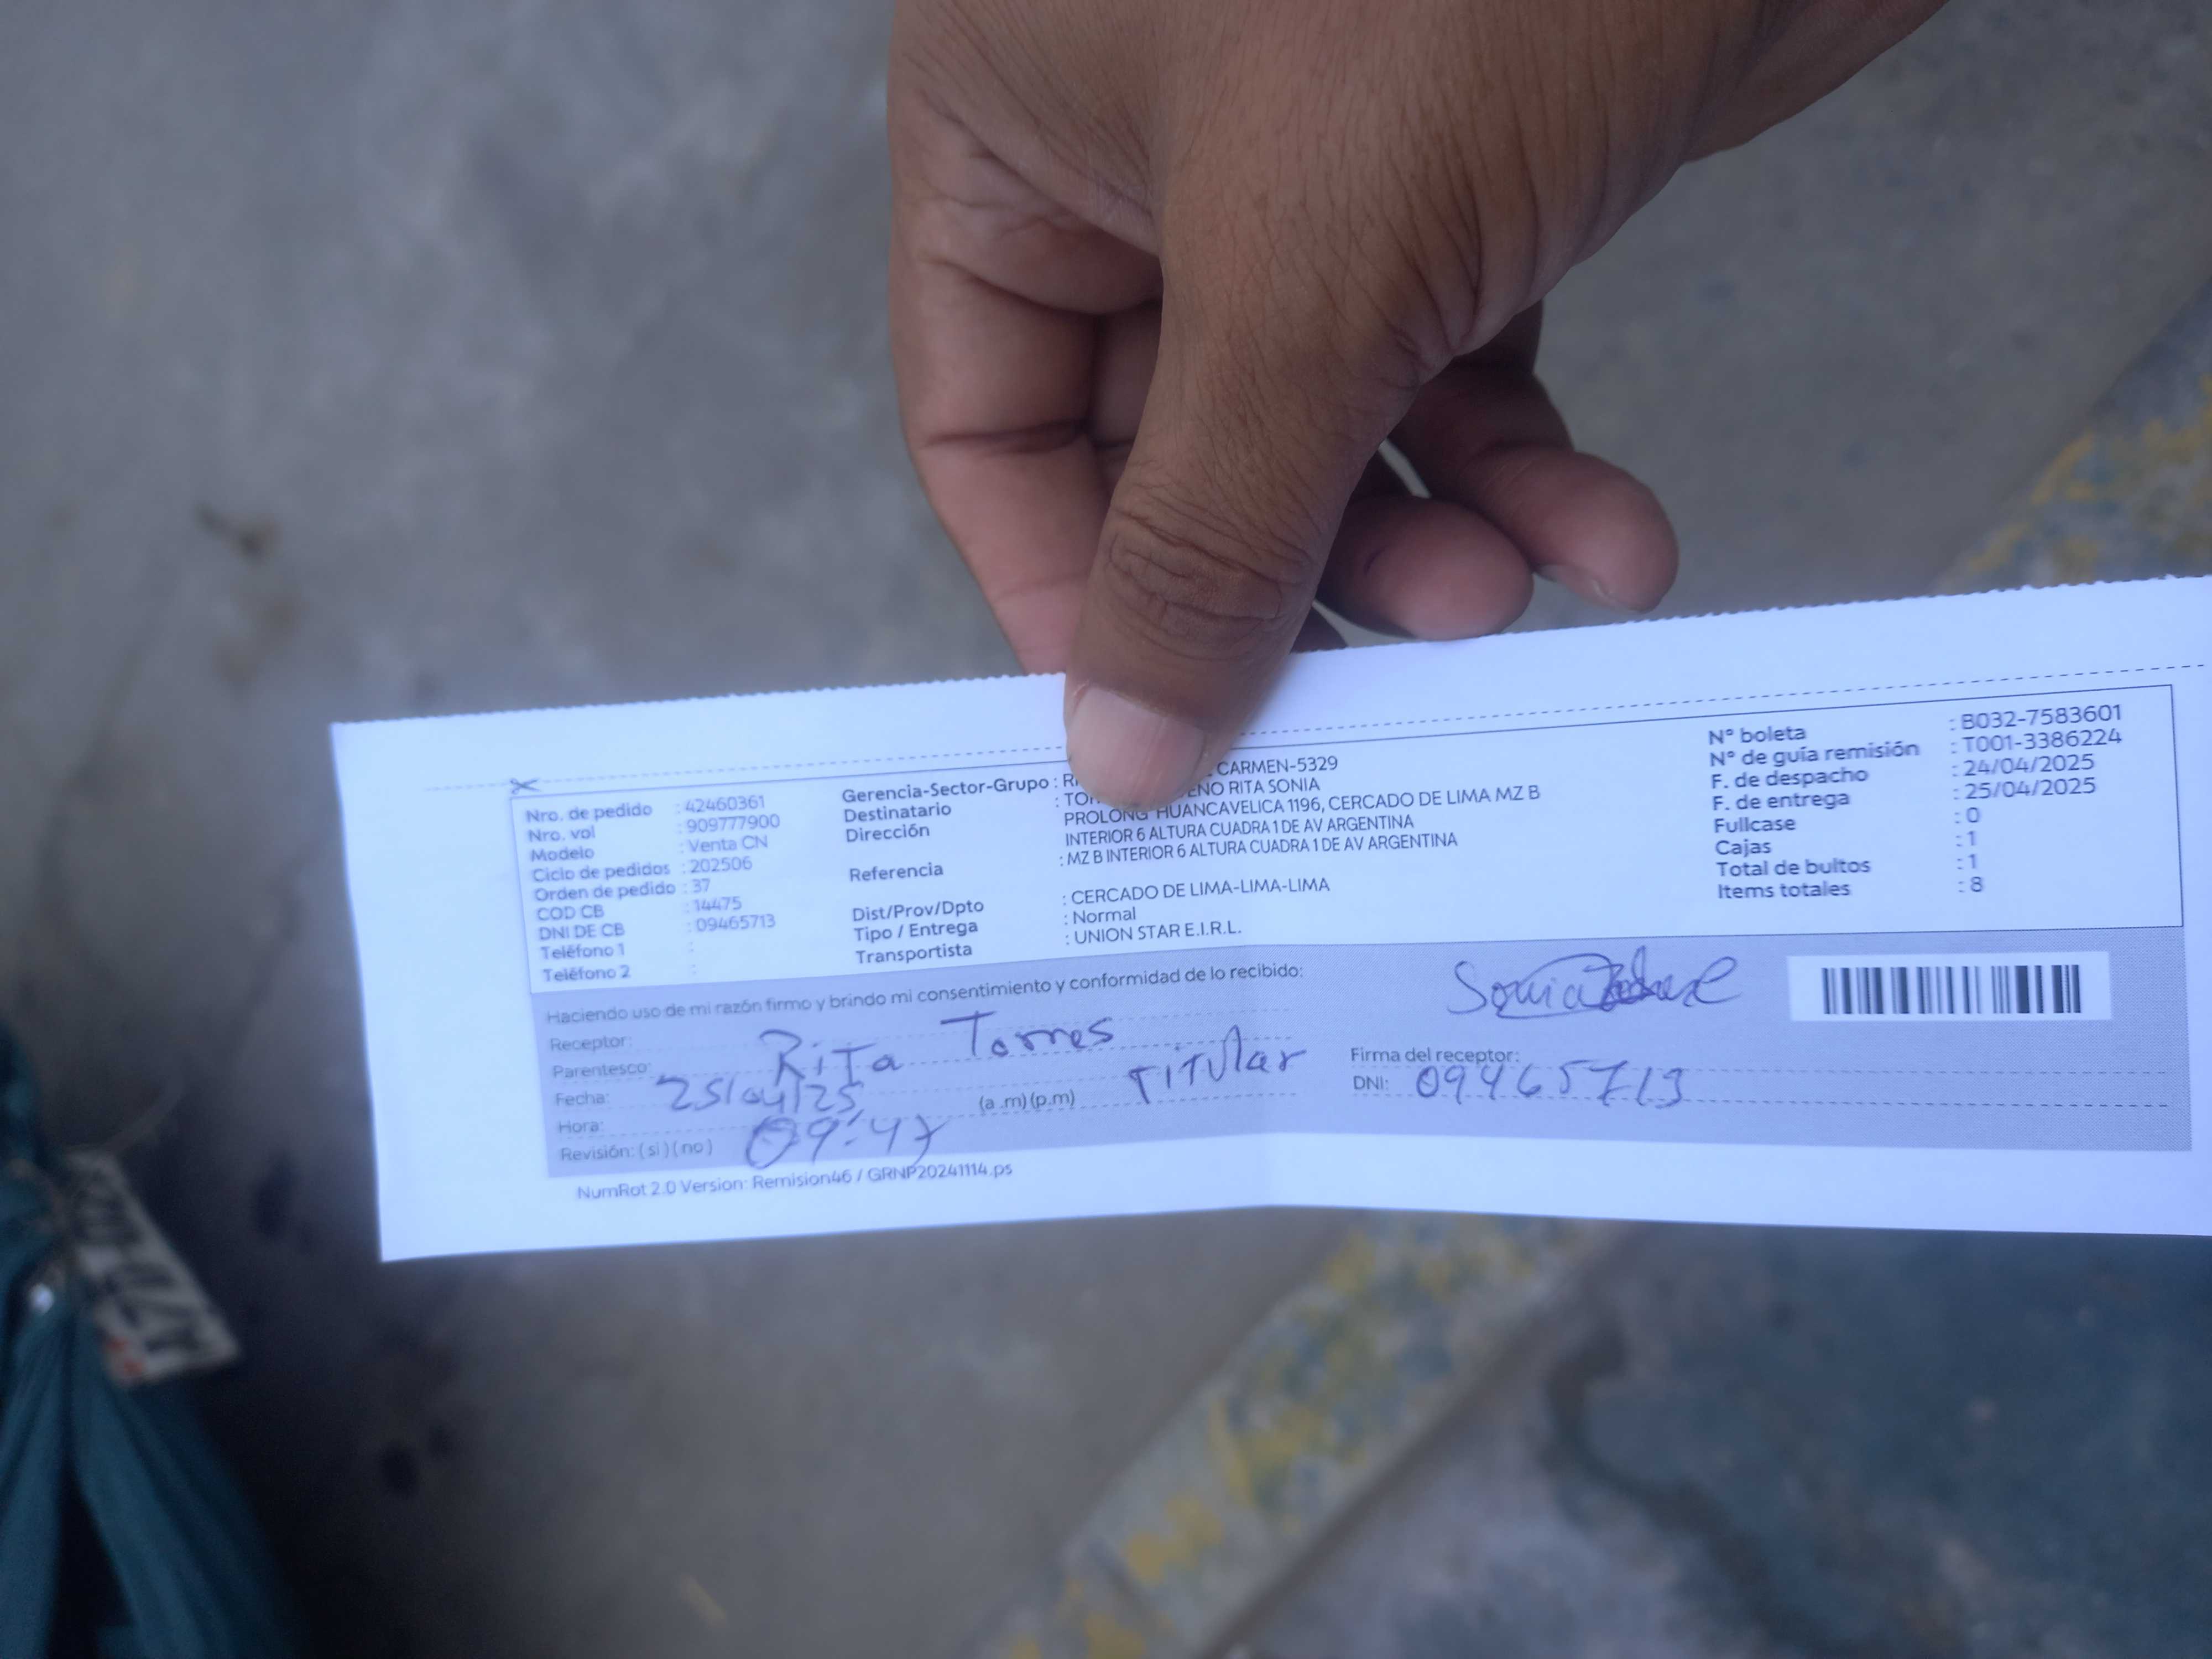 Nro. de pedido : 42460361
Nro. vol : 909777900
Modelo : Venta CN
Ciclo de pedidos : 202506
Orden de pedido : 37
COD CB : 14475
DNI DE CB : 09465713
Teléfono 1 :
Teléfono 2 :
Gerencia-Sector-Grupo : CARMEN-5329
Destinatario : RITA SONIA
Dirección PROLONG HUANCAVELICA 1196, CERCADO DE LIMA MZ B
INTERIOR 6 ALTURA CUADRA 1 DE AV ARGENTINA
Referencia : MZ B INTERIOR 6 ALTURA CUADRA 1 DE AV ARGENTINA
Dist/Prov/Dpto : CERCADO DE LIMA-LIMA-LIMA
Tipo / Entrega : Normal
Transportista : UNION STAR E.I.R.L.
N° boleta : B032-7583601
N° de guía remisión : T001-3386224
F. de despacho : 24/04/2025
F. de entrega : 25/04/2025
Fullcase : 0
Cajas : 1
Total de bultos : 1
Items totales : 8
Haciendo uso de mi razón firmo y brindo mi consentimiento y conformidad de lo recibido:
Receptor: Rita Torres
Parentesco: Titular
Fecha: 25/04/25 (a .m) (p.m)
Hora: 09:47
Revisión: ( si ) ( no )
Sonia
Firma del receptor:
DNI: 09465713
NumRot 2.0 Version: Remision46 / GRNP20241114.ps